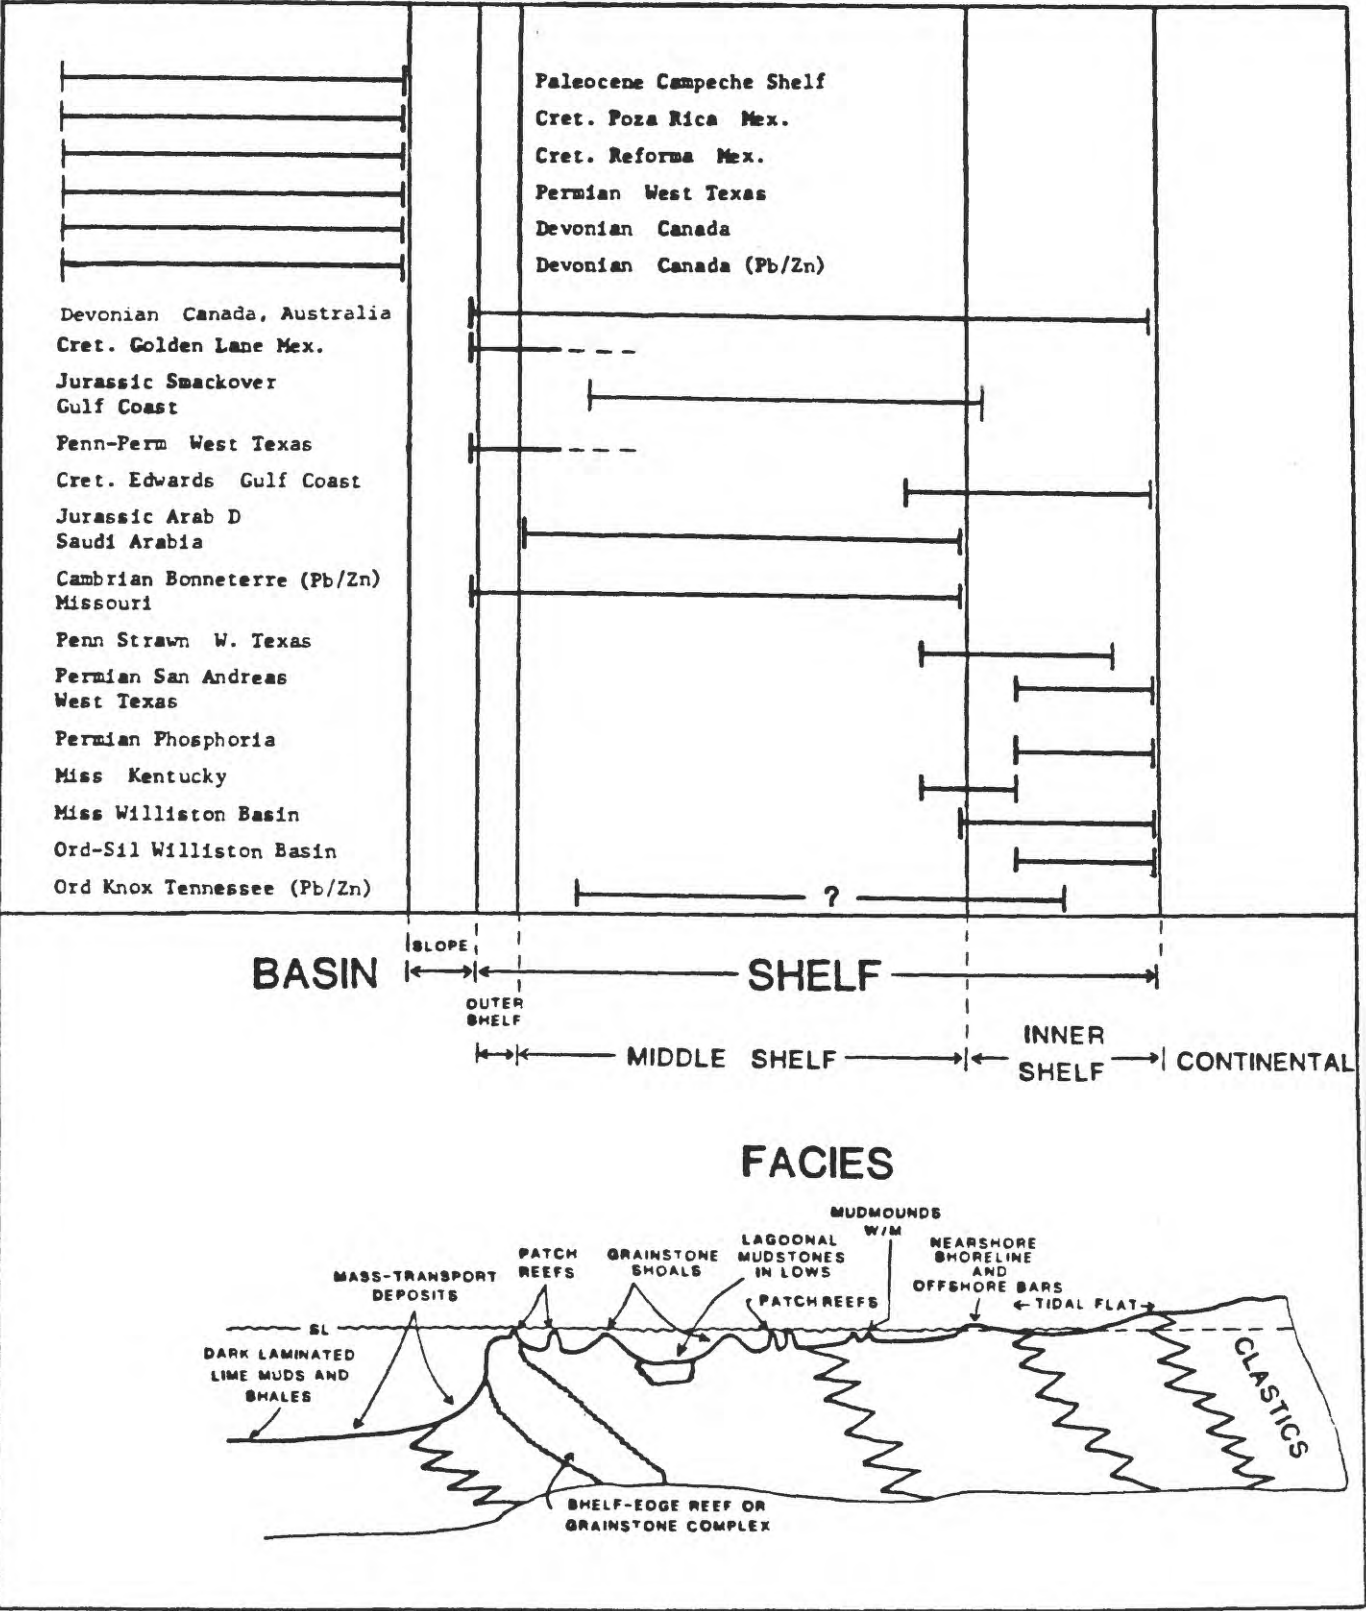 Paleocene Campeche Shelf
Cret. Poza Rica Mex.
Cret. Reforma Mex.
Permian West Texas
Devonian Canada
Devonian Canada (Pb/Zn)
Devonian Canada, Australia
Cret. Golden Lane Mex.
Jurassic Smackover
Gulf Coast
Penn-Perm West Texas
Cret. Edwards Gulf Coast
Jurassic Arab D
Saudi Arabia
Cambrian Bonneterre (Pb/Zn)
Missouri
Penn Strawn W. Texas
Permian San Andreas
West Texas
Permian Phosphoria
Miss Kentucky
Miss Williston Basin
Ord-Sil Williston Basin
Ord Knox Tennessee (Pb/Zn)
?
SLOPE
BASIN
SHELF
OUTER
SHELF
MIDDLE SHELF
INNER
SHELF
CONTINENTAL
FACIES
MUDMOUNDS
W/M
PATCH
REEFS
GRAINSTONE
SHOALS
LAGOONAL
MUDSTONES
IN LOWS
NEARSHORE
SHORELINE
AND
OFFSHORE BARS
MASS-TRANSPORT
DEPOSITS
PATCH REEFS
TIDAL FLAT
SL
DARK LAMINATED
LIME MUDS AND
SHALES
CLASTICS
SHELF-EDGE REEF OR
GRAINSTONE COMPLEX